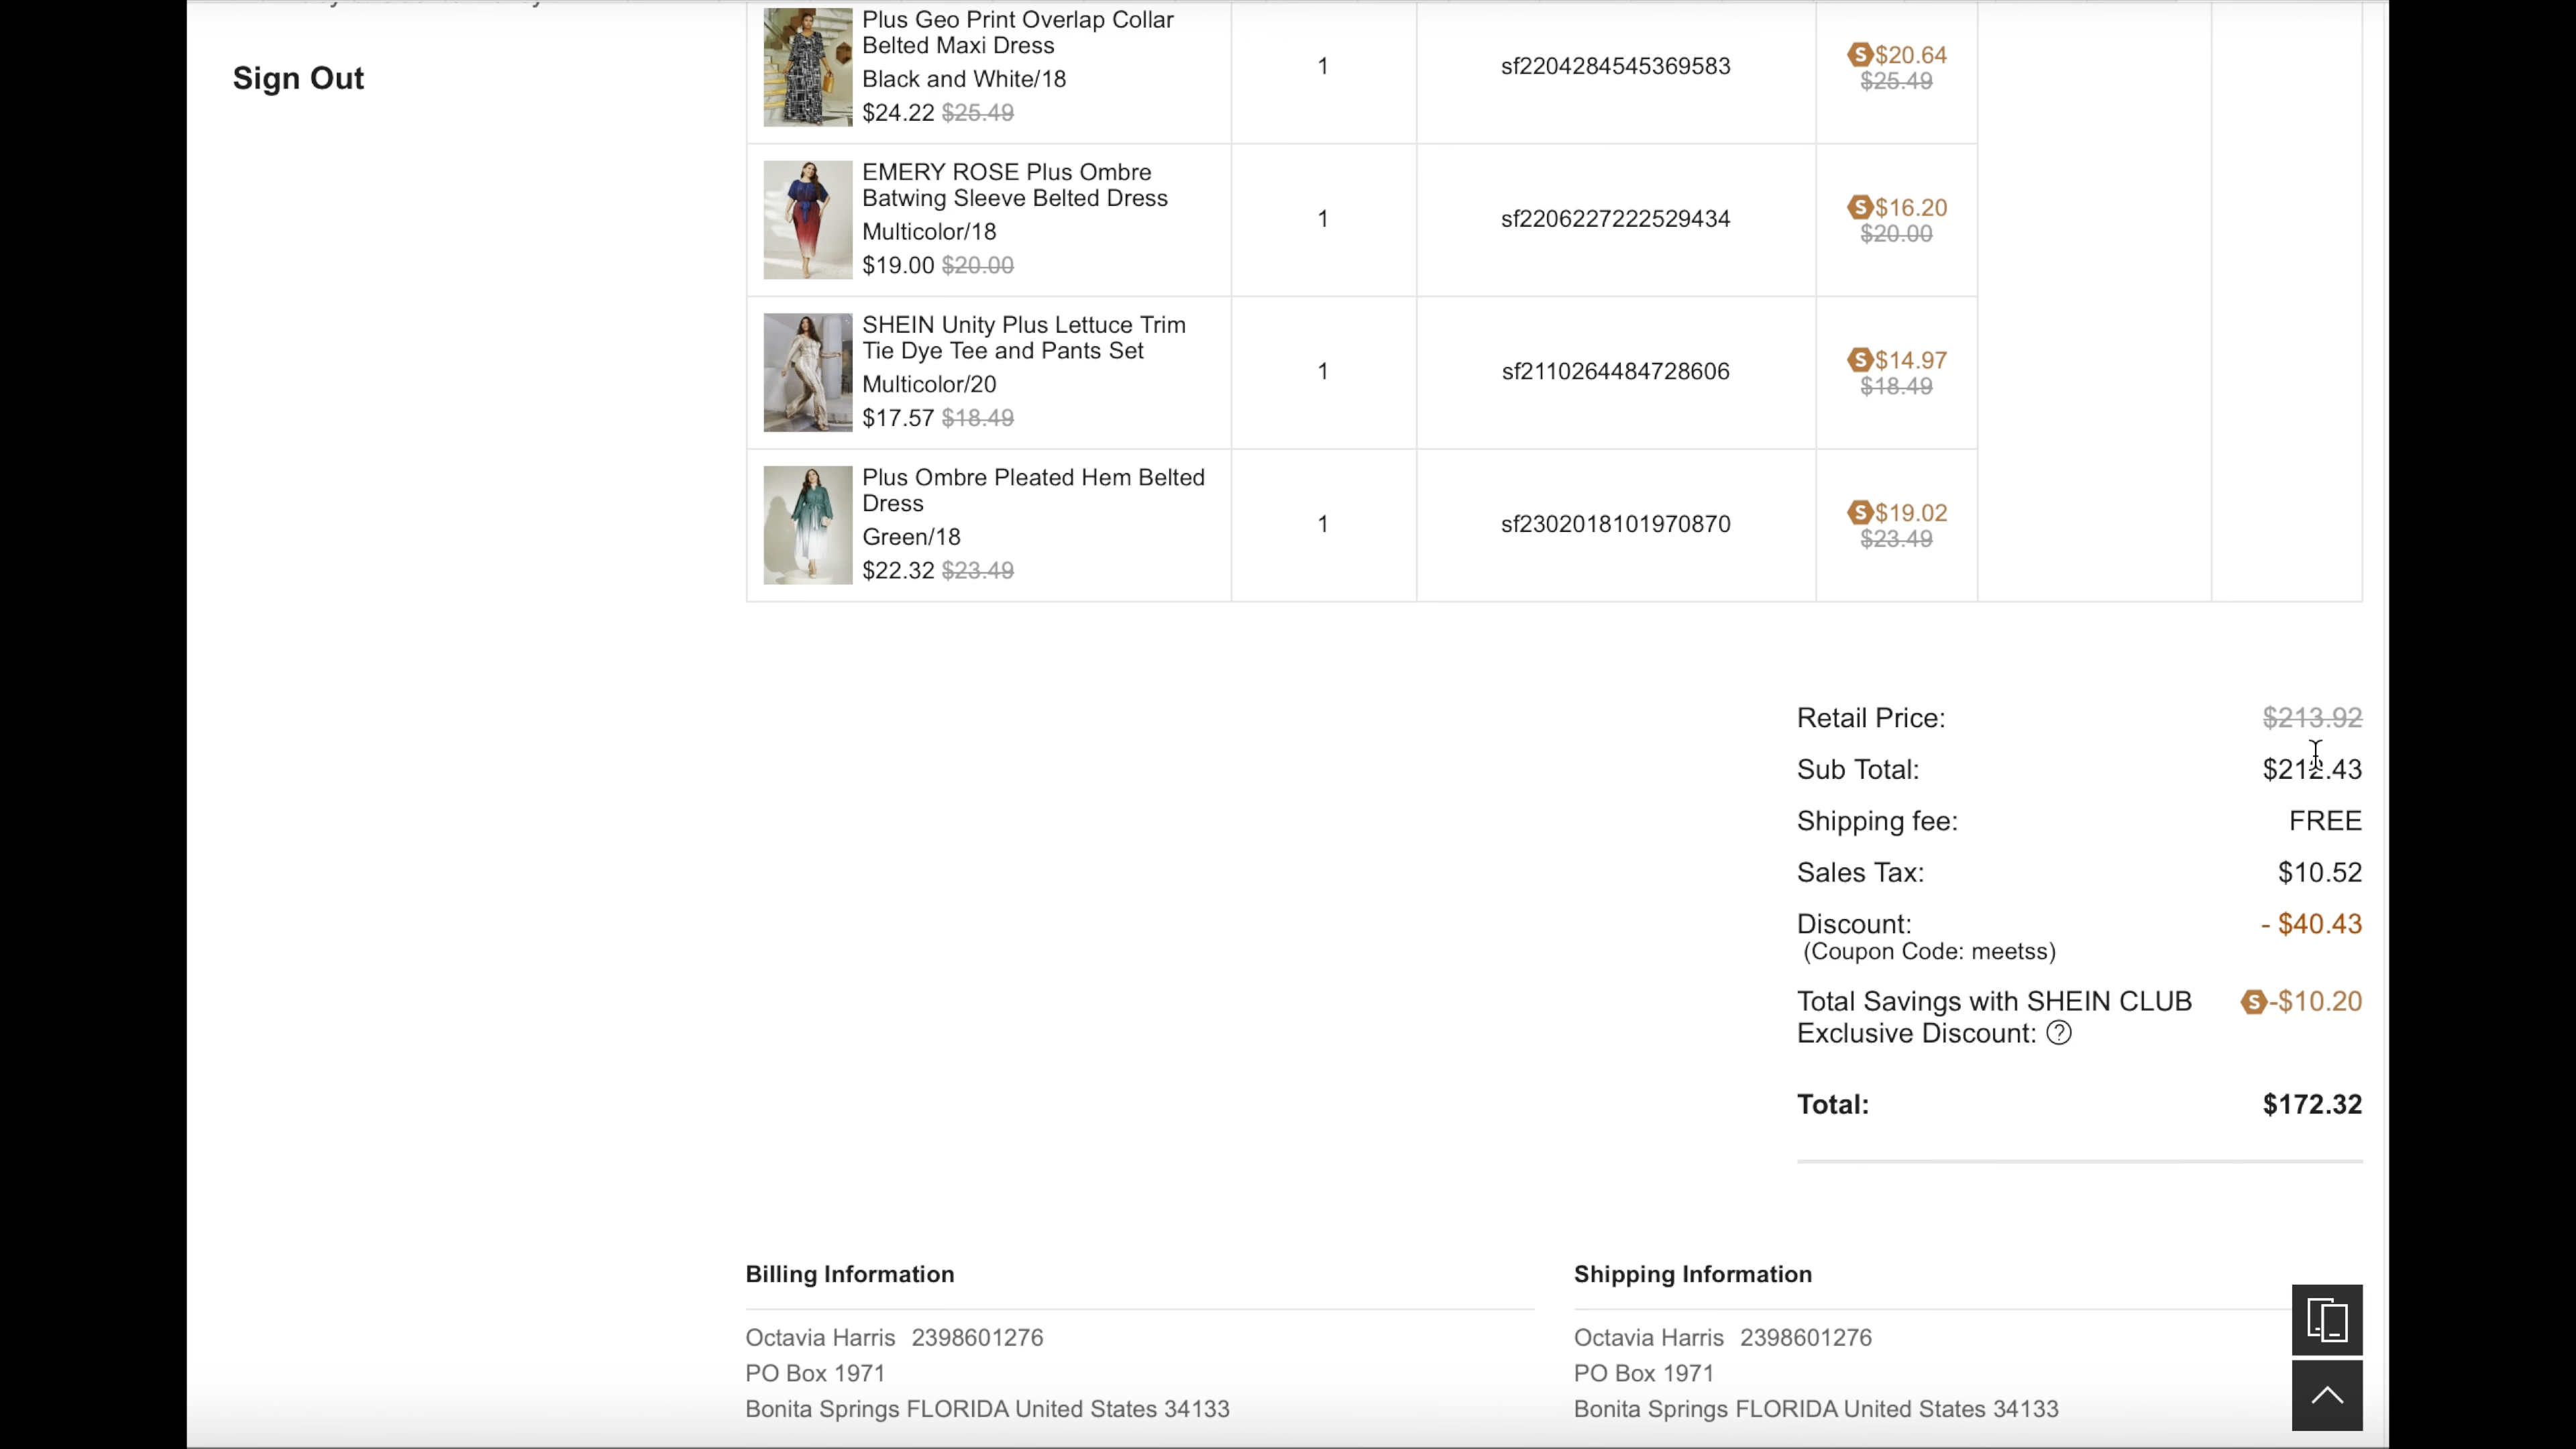 Sign Out
Plus Geo Print Overlap Collar
Belted Maxi Dress
Black and White/18
$24.22 $25.49
1
sf2204284545369583
S $20.64
$25.49
EMERY ROSE Plus Ombre
Batwing Sleeve Belted Dress
Multicolor/18
$19.00 $20.00
1
sf2206227222529434
S $16.20
$20.00
SHEIN Unity Plus Lettuce Trim
Tie Dye Tee and Pants Set
Multicolor/20
$17.57 $18.49
1
sf2110264484728606
S $14.97
$18.49
Plus Ombre Pleated Hem Belted
Dress
Green/18
$22.32 $23.49
1
sf2302018101970870
S $19.02
$23.49
Retail Price: $213.92
Sub Total: $212.43
Shipping fee: FREE
Sales Tax: $10.52
Discount: - $40.43
(Coupon Code: meetss)
Total Savings with SHEIN CLUB S -$10.20
Exclusive Discount: ?
Total: $172.32
Billing Information
Octavia Harris 2398601276
PO Box 1971
Bonita Springs FLORIDA United States 34133
Shipping Information
Octavia Harris 2398601276
PO Box 1971
Bonita Springs FLORIDA United States 34133